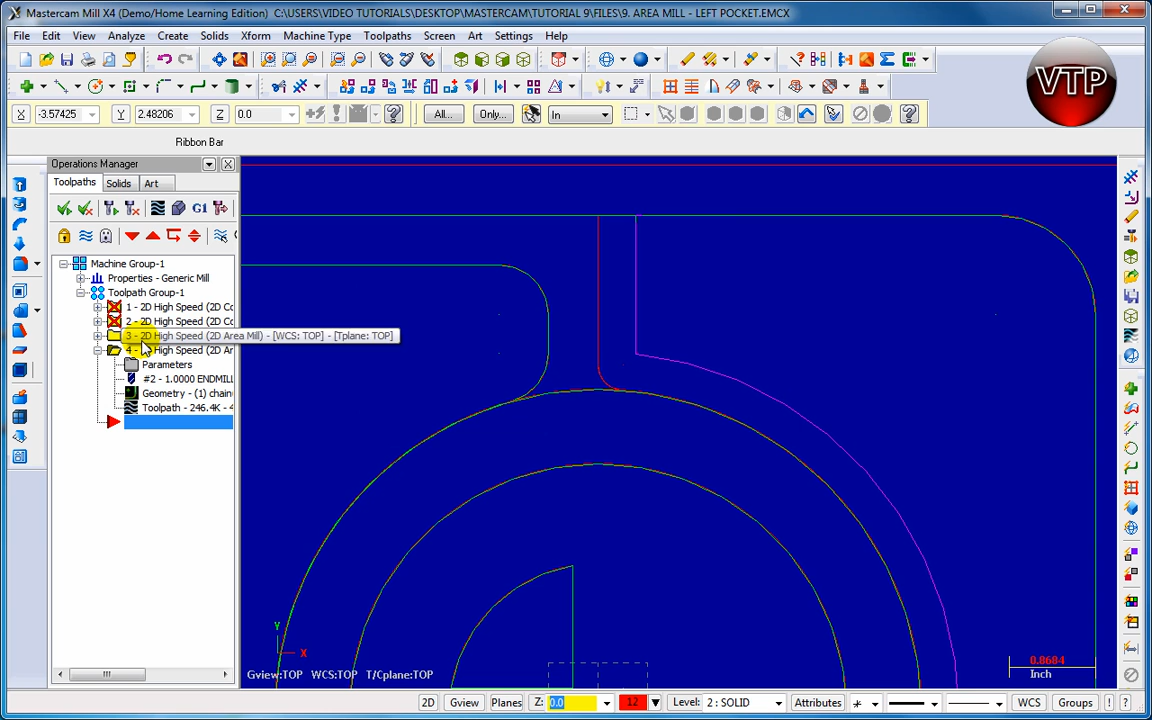 Mastercam Mill X4 (Demo/Home Learning Edition) C:\USERS\VIDEO TUTORIALS\DESKTOP\MASTERCAM\TUTORIAL 9\FILES\9. AREA MILL - LEFT POCKET.EMCX
File Edit View Analyze Create Solids Xform Machine Type Toolpaths Screen Art Settings Help
VTP
X -3.57425 Y 2.48206 Z 0.0 All... Only... In
Ribbon Bar
Operations Manager
Toolpaths Solids Art
G1
Machine Group-1
Properties - Generic Mill
Toolpath Group-1
1 - 2D High Speed (2D Co
2 - 2D High Speed (2D Co
3 - 2D High Speed (2D Area Mill) - [WCS: TOP] - [Tplane: TOP]
High Speed (2D Ar
Parameters
#2 - 1.0000 ENDMILL
Geometry - (1) chain
Toolpath - 246.4K -
Y
X
0.8684
Inch
Gview:TOP WCS:TOP T/Cplane:TOP
2D Gview Planes Z: 0.0 12 Level: 2 : SOLID Attributes WCS Groups ! ?